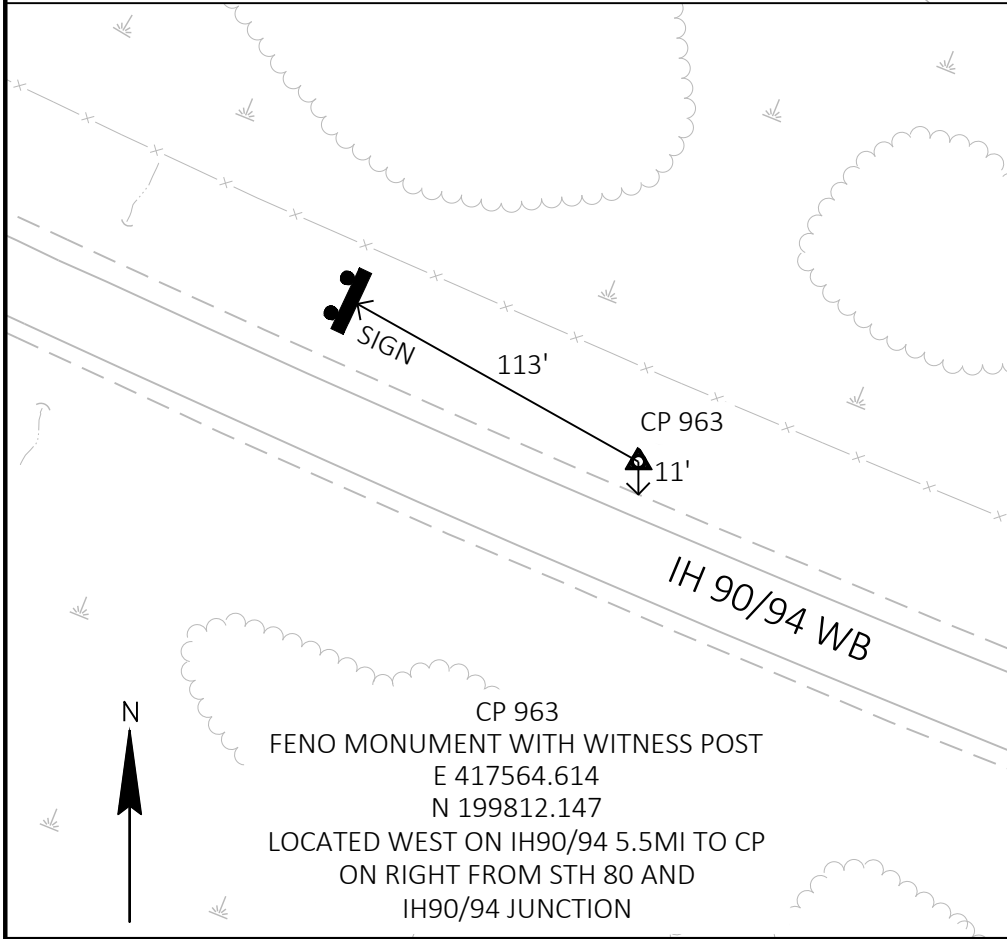 SIGN
113'
CP 963
11'
IH 90/94 WB
N
CP 963
FENO MONUMENT WITH WITNESS POST
E 417564.614
N 199812.147
LOCATED WEST ON IH90/94 5.5MI TO CP
ON RIGHT FROM STH 80 AND
IH90/94 JUNCTION